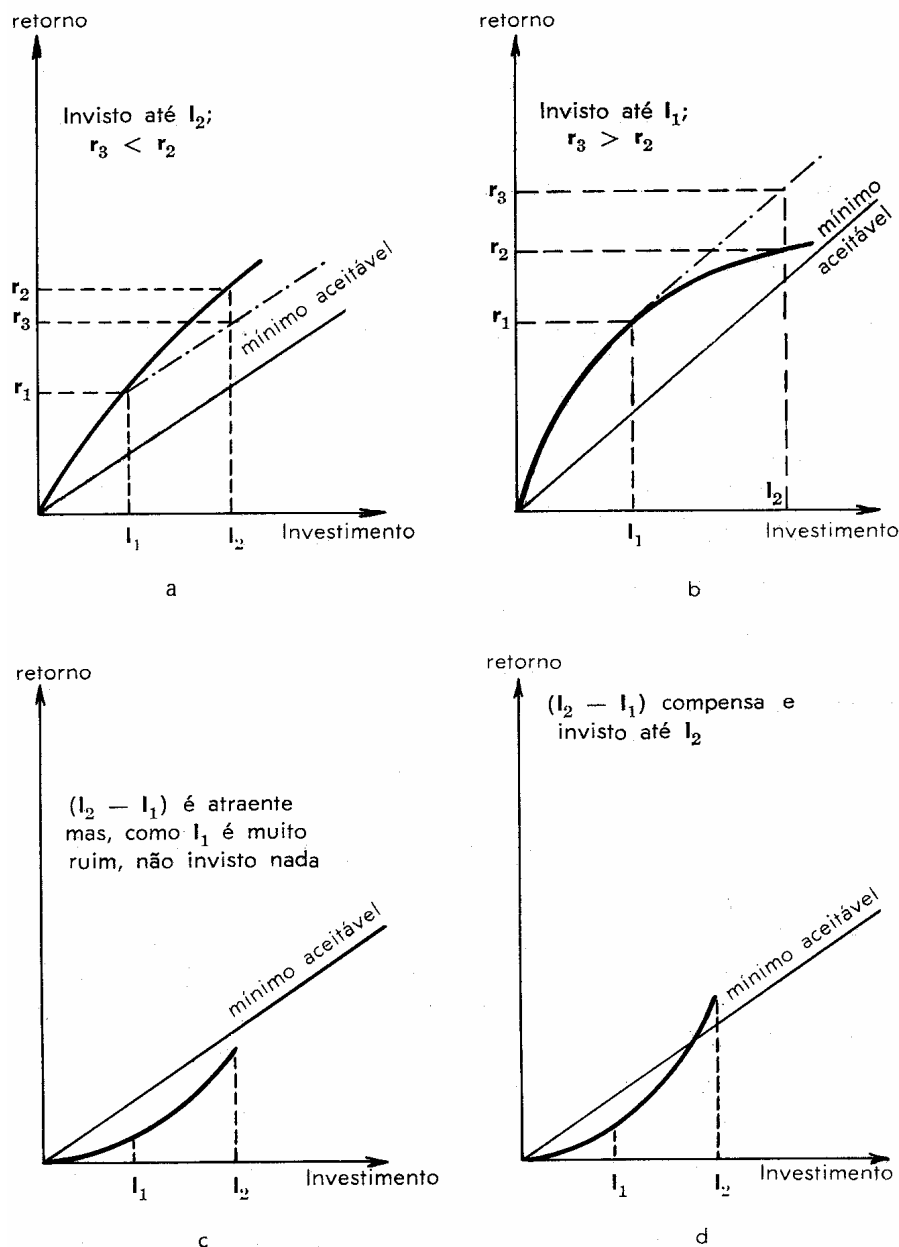 retorno
Invisto até I₂;
r₃ < r₂
r₂
r₃
r₁
mínimo aceitável
I₁
I₂
Investimento
a
retorno
Invisto até I₁;
r₃ > r₂
r₃
r₂
r₁
mínimo
aceitável
I₂
I₁
Investimento
b
retorno
(I₂ — I₁) é atraente
mas, como I₁ é muito
ruim, não invisto nada
mínimo aceitável
I₁
I₂
Investimento
c
retorno
(I₂ — I₁) compensa e
invisto até I₂
mínimo aceitável
I₁
I₂
Investimento
d